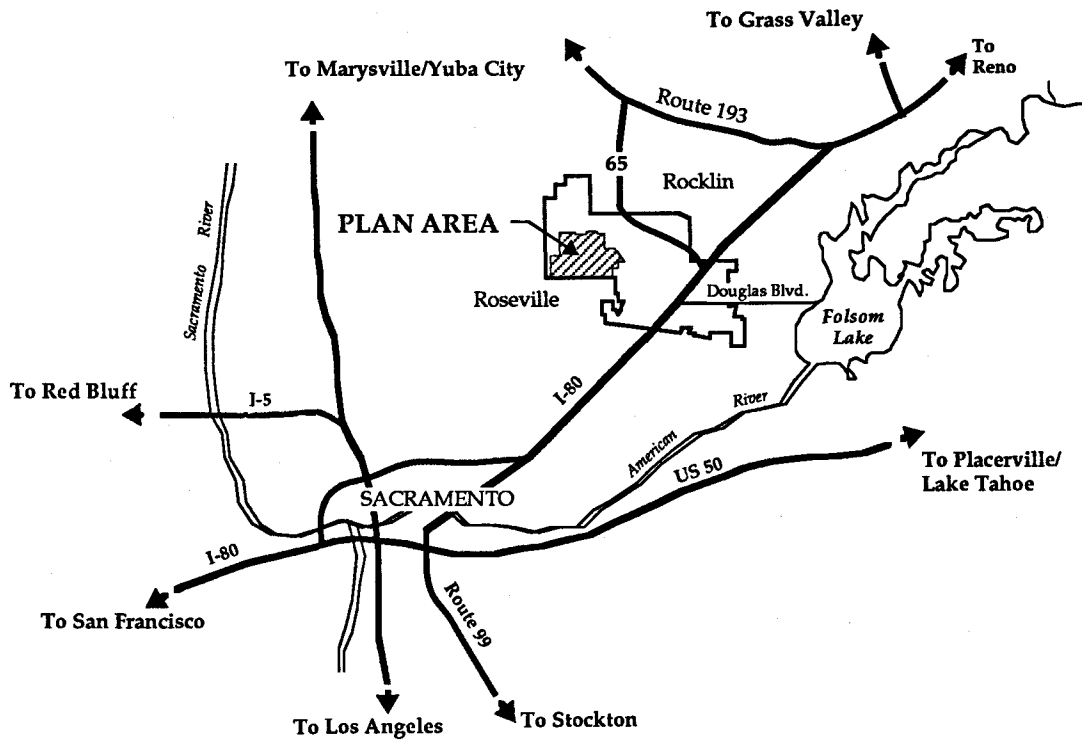 To Grass Valley
To
Reno
To Marysville/Yuba City
Route 193
65
Rocklin
Sacramento River
PLAN AREA
Roseville
Douglas Blvd.
Folsom
Lake
To Red Bluff
I-5
I-80
River
American
US 50
To Placerville/
Lake Tahoe
SACRAMENTO
I-80
To San Francisco
Route 99
To Los Angeles
To Stockton